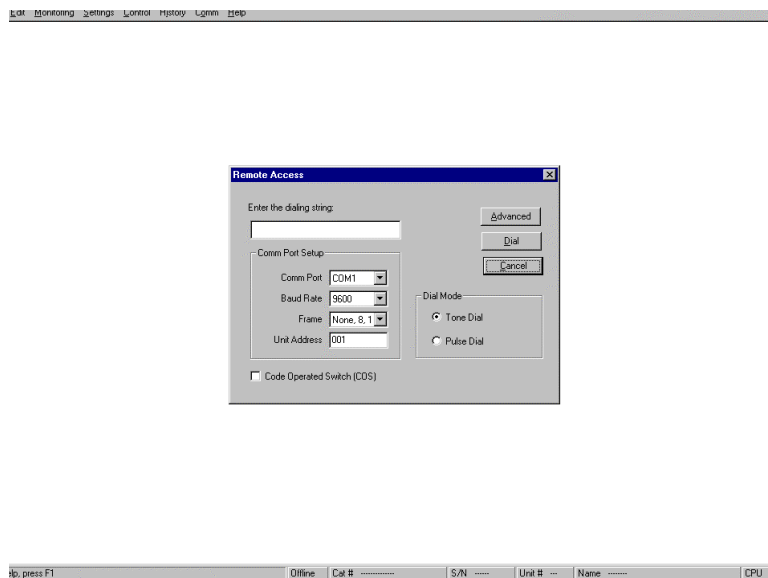 Edit Monitoring Settings Control History Comm Help
Remote Access
Enter the dialing string:
Advanced
Dial
Cancel
Comm Port Setup
Comm Port COM1
Baud Rate 9600
Frame None, 8, 1
Unit Address 001
Dial Mode
Tone Dial
Pulse Dial
Code Operated Switch (COS)
elp, press F1 Offline Cat # ------------- S/N ------ Unit # --- Name -------- CPU